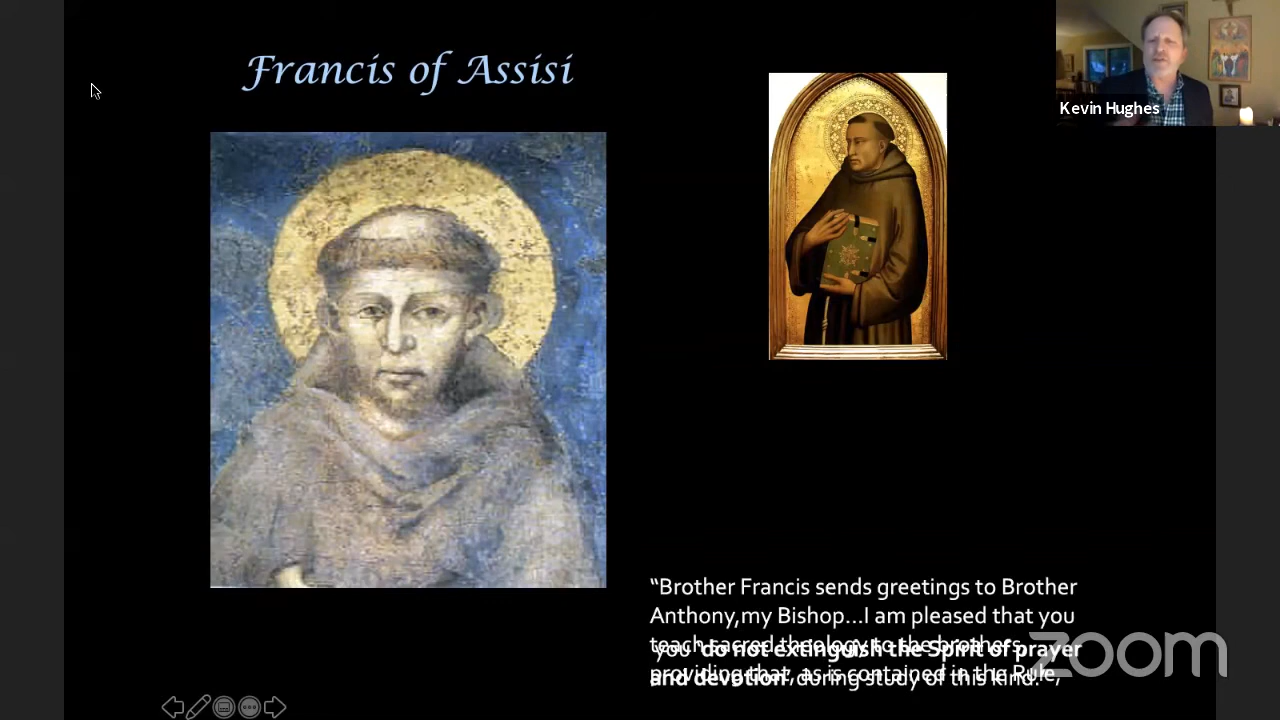 Francis of Assisi
Kevin Hughes
“Brother Francis sends greetings to Brother
Anthony,my Bishop...I am pleased that you
teach sacred theology to the brothers
providing that, as is contained in the Rule,
you do not extinguish the Spirit of prayer
and devotion during study of this kind.”
zoom